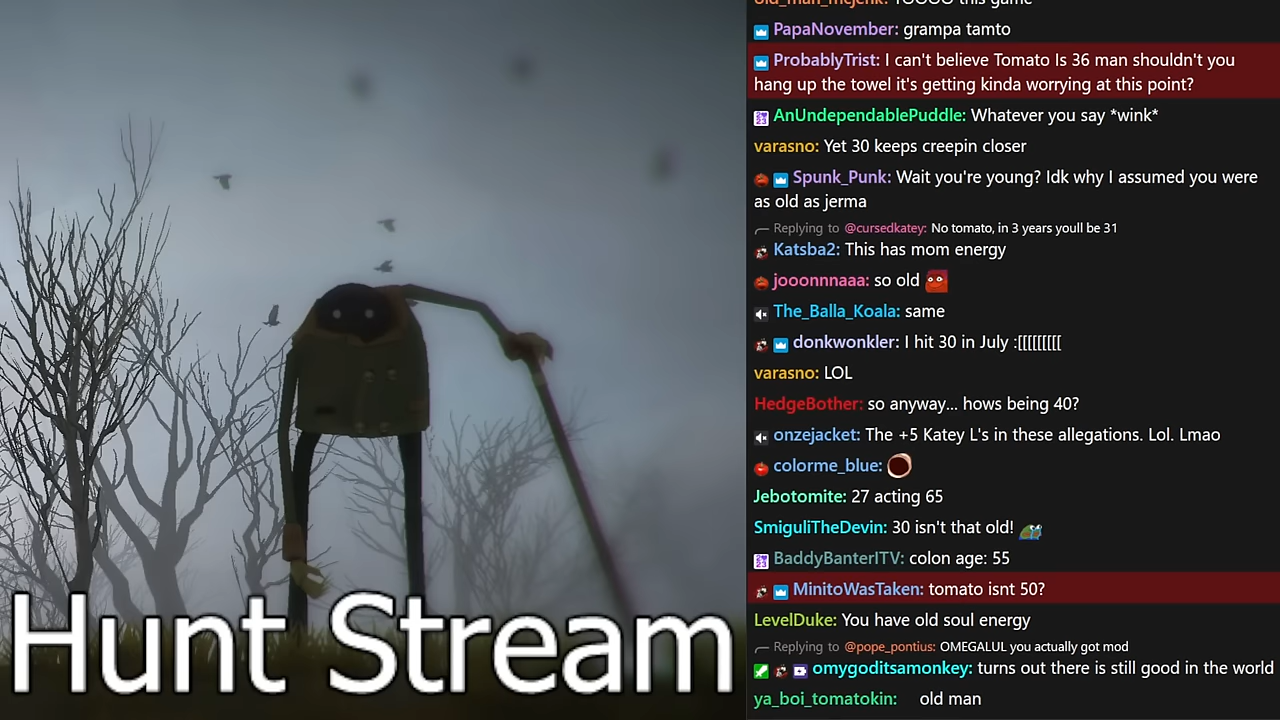 Hunt Stream
Old_man_mcjenk: YOOOO this game
PapaNovember: grampa tamto
ProbablyTrist: I can't believe Tomato Is 36 man shouldn't you
hang up the towel it's getting kinda worrying at this point?
AnUndependablePuddle: Whatever you say *wink*
varasno: Yet 30 keeps creepin closer
Spunk_Punk: Wait you're young? Idk why I assumed you were
as old as jerma
Replying to @cursedkatey: No tomato, in 3 years youll be 31
Katsba2: This has mom energy
jooonnnaaa: so old
The_Balla_Koala: same
donkwonkler: I hit 30 in July :[[[[[[[[[
varasno: LOL
HedgeBother: so anyway... hows being 40?
onzejacket: The +5 Katey L's in these allegations. Lol. Lmao
colorme_blue:
Jebotomite: 27 acting 65
SmiguliTheDevin: 30 isn't that old!
BaddyBanterITV: colon age: 55
MinitoWasTaken: tomato isnt 50?
LevelDuke: You have old soul energy
Replying to @pope_pontius: OMEGALUL you actually got mod
omygoditsamonkey: turns out there is still good in the world
ya_boi_tomatokin: old man